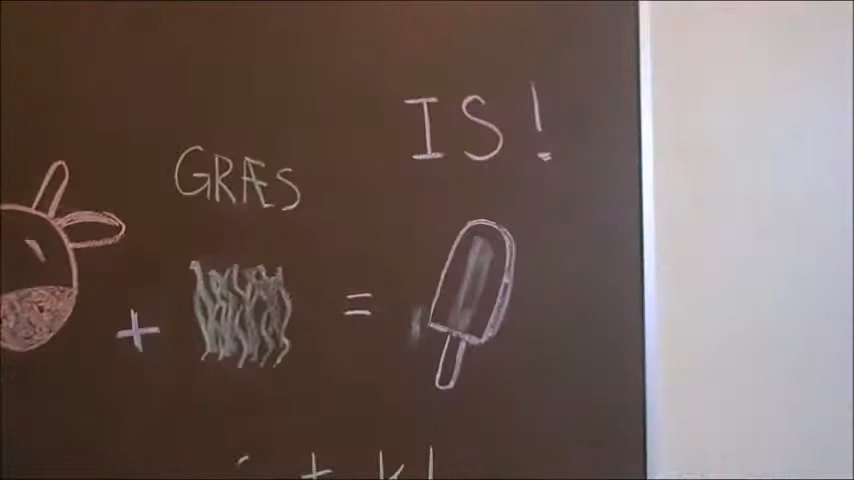 IS!
GRÆS
+ =